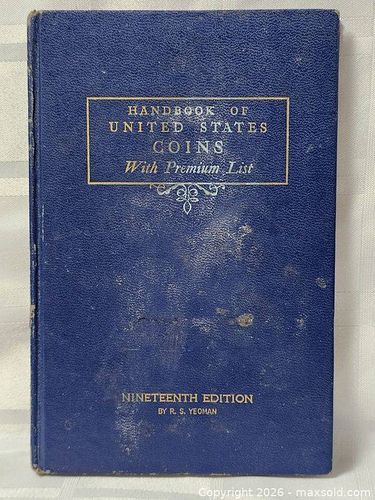 HANDBOOK OF
UNITED STATES
COINS
With Premium List
NINETEENTH EDITION
BY R. S. YEOMAN
Copyright 2026 - maxsold.com